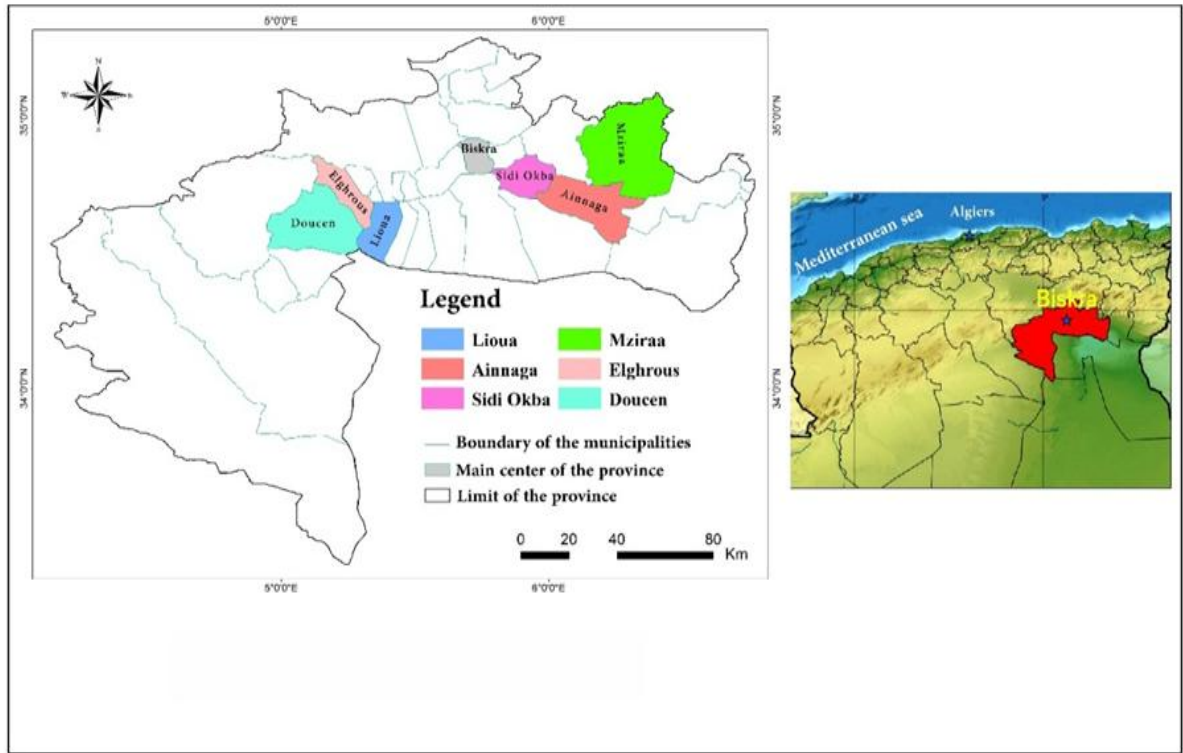 5°0'0"E 6°0'0"E
35°0'0"N 35°0'0"N
N
W E
S
Biskra
Mziraa
Sidi Okba
Elghrous
Ainnaga
Doucen
Lioua
34°0'0"N 34°0'0"N
Legend
Lioua Mziraa
Ainnaga Elghrous
Sidi Okba Doucen
Boundary of the municipalities
Main center of the province
Limit of the province
0 20 40 80 Km
5°0'0"E 6°0'0"E
Algiers
Mediterranean sea
Biskra